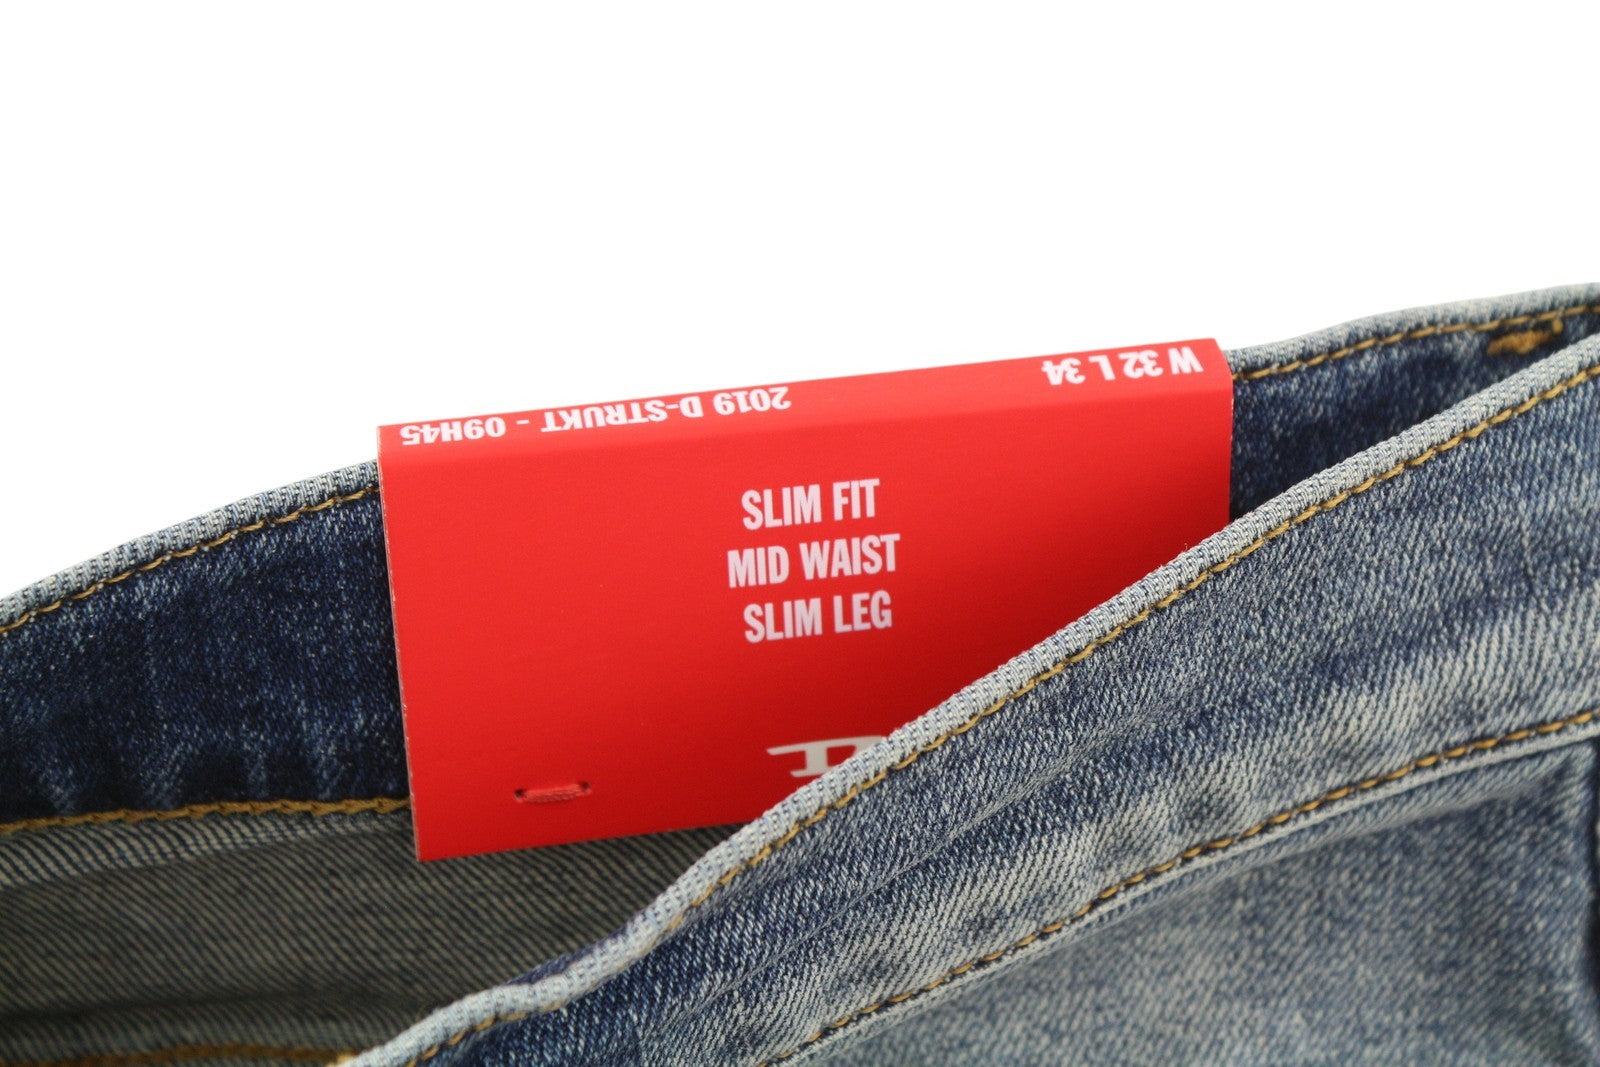 W 32 L 34
2019 D-STRUKT - 09H45
SLIM FIT
MID WAIST
SLIM LEG